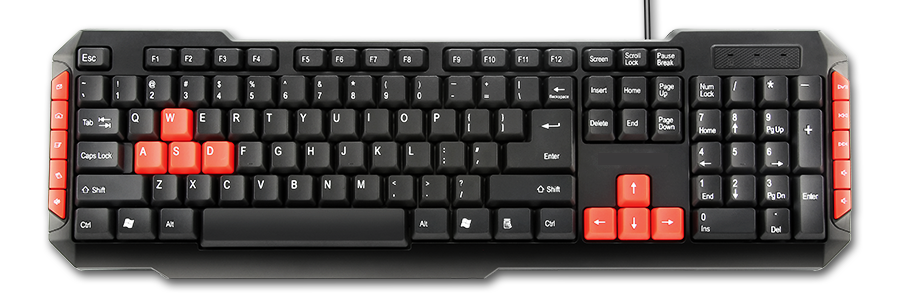 Esc F1 F2 F3 F4 F5 F6 F7 F8 F9 F10 F11 F12 Screen Scroll Lock Pause Break
~ ` ! 1 @ 2 # 3 $ 4 % 5 ^ 6 & 7 * 8 ( 9 ) 0 _ - + = ← Backspace Insert Home Page Up Num Lock / * −
Tab Q W E R T Y U I O P { [ } ] Delete End Page Down 7 Home 8 ↑ 9 Pg Up +
Caps Lock A S D F G H J K L : ; " ' Enter 4 ← 5 6 →
⇧ Shift Z X C V B N M < , > . ? / ⇧ Shift ↑ 1 End 2 ↓ 3 Pg Dn Enter
Ctrl Alt Alt Ctrl ← ↓ → 0 Ins . Del